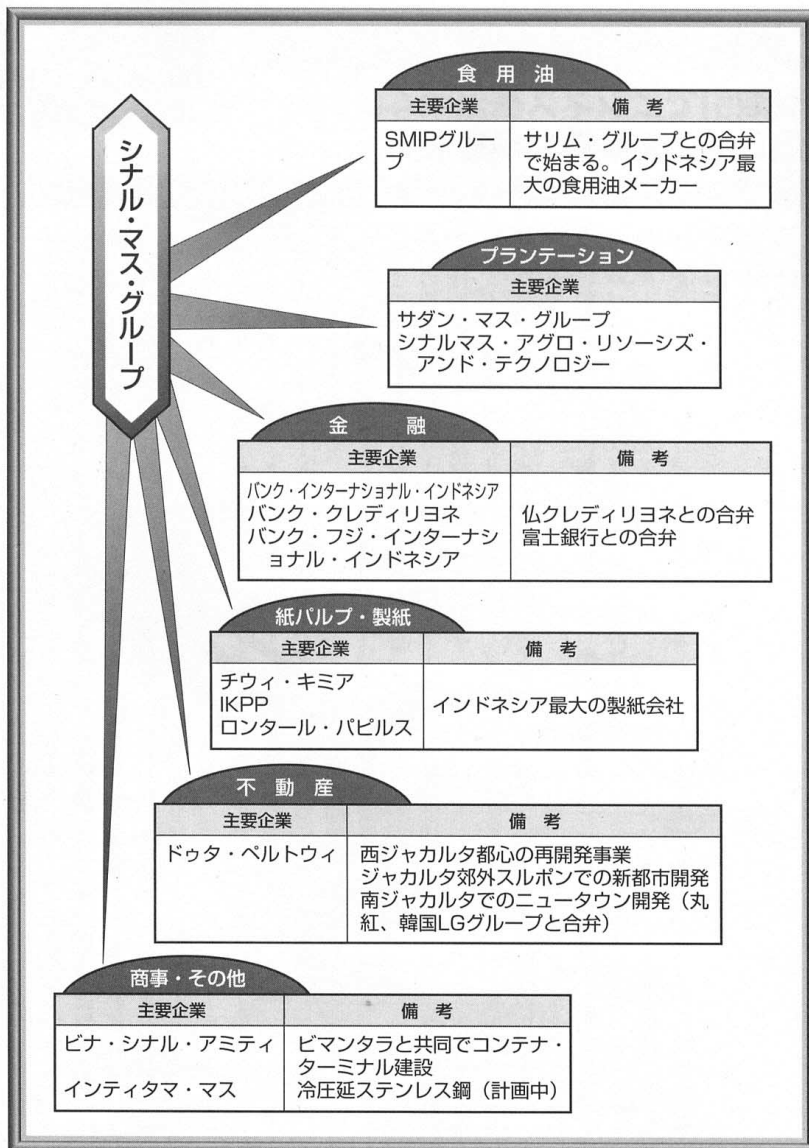 シナル・マス・グループ
食用油
主要企業 備考
SMIPグルー
プ
サリム・グループとの合弁
で始まる。インドネシア最
大の食用油メーカー
プランテーション
主要企業
サダン・マス・グループ
シナルマス・アグロ・リソーシズ・
アンド・テクノロジー
金融
主要企業 備考
バンク・インターナショナル・インドネシア
バンク・クレディリヨネ 仏クレディリヨネとの合弁
バンク・フジ・インターナシ 富士銀行との合弁
ョナル・インドネシア
紙パルプ・製紙
主要企業 備考
チウィ・キミア
IKPP インドネシア最大の製紙会社
ロンタール・パピルス
不動産
主要企業 備考
ドゥタ・ペルトウィ 西ジャカルタ都心の再開発事業
ジャカルタ郊外スルポンでの新都市開発
南ジャカルタでのニュータウン開発（丸
紅、韓国LGグループと合弁）
商事・その他
主要企業 備考
ビナ・シナル・アミティ ビマンタラと共同でコンテナ・
ターミナル建設
インティタマ・マス 冷圧延ステンレス鋼（計画中）